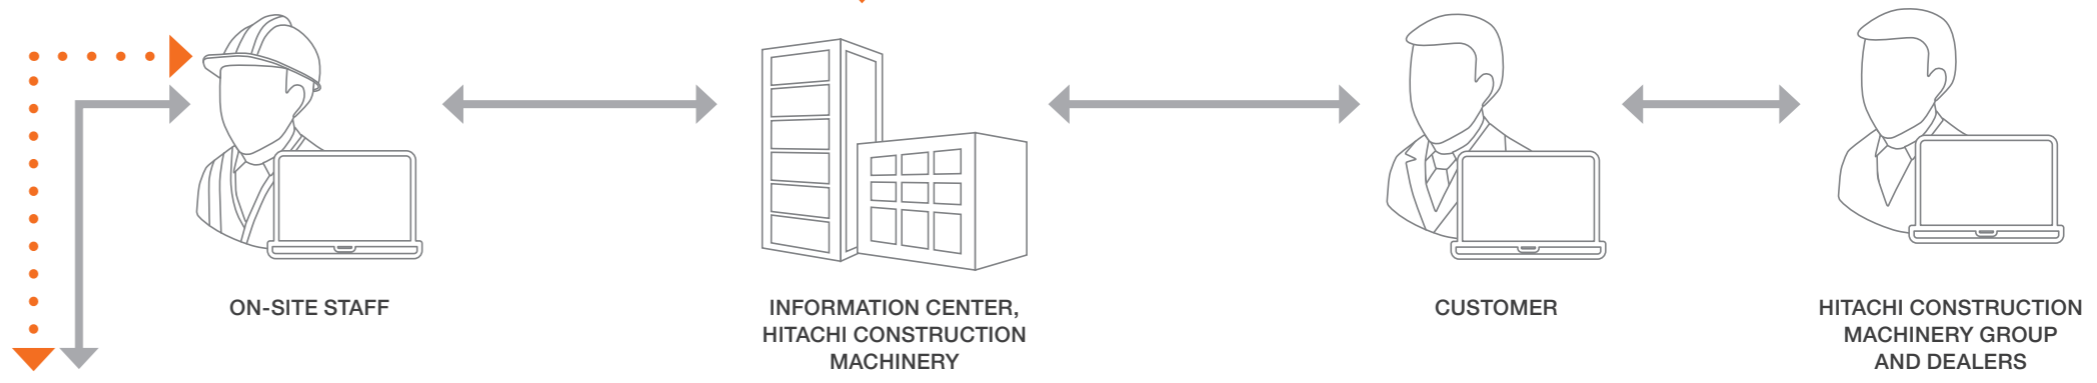 ON-SITE STAFF
INFORMATION CENTER,
HITACHI CONSTRUCTION
MACHINERY
CUSTOMER
HITACHI CONSTRUCTION
MACHINERY GROUP
AND DEALERS